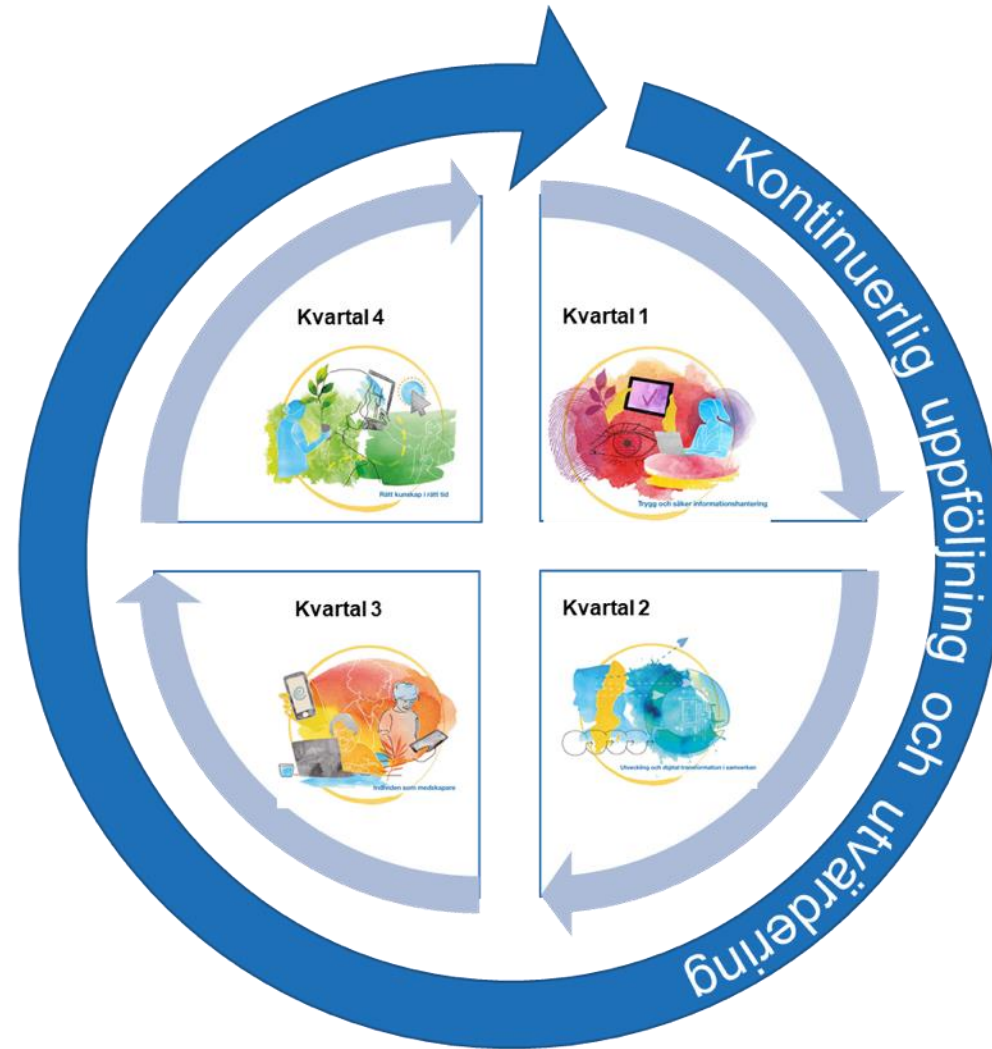 Kontinuerlig uppföljning och utvärdering
Kvartal 4
Rätt kunskap i rätt tid
Kvartal 1
Trygg och säker informationshantering
Kvartal 3
Individen som medskapare
Kvartal 2
Utveckling och digital transformation i samverkan